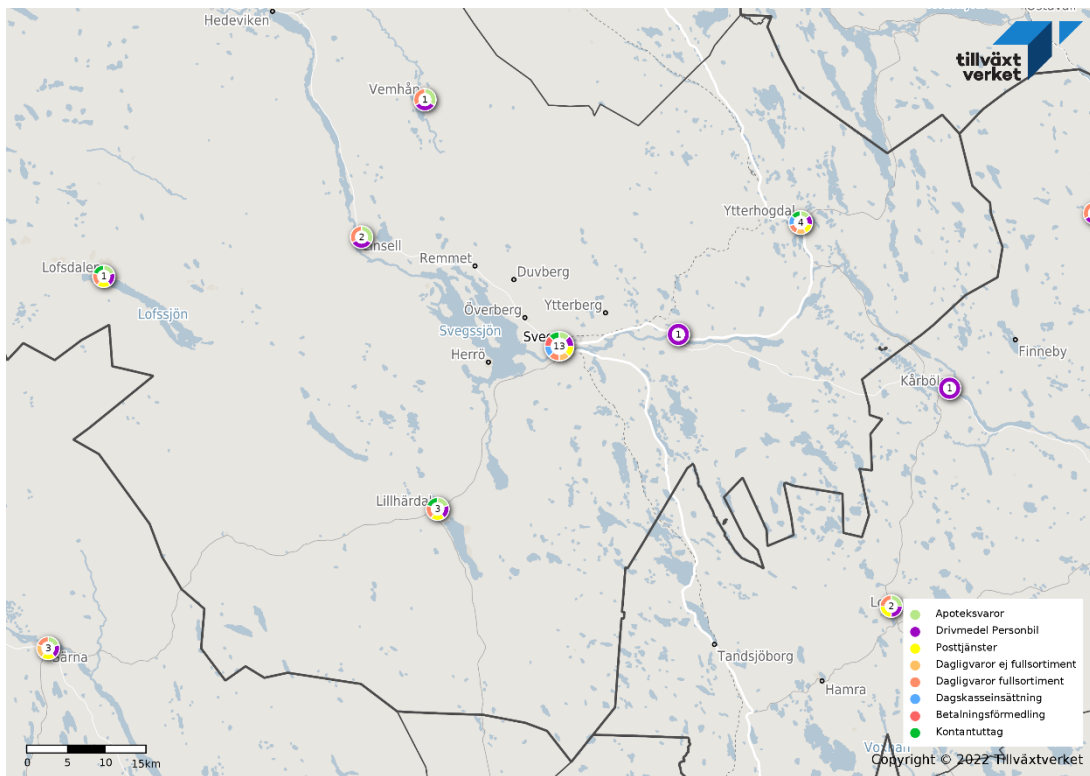 Hedeviken
tillväxt
verket
Vemhån
1
Ytterhogdal
4
2
Remmet
Duvberg
Lofsdalen
1
Lofssjön
Överberg
Ytterberg
Svegssjön
Sveg
13
1
Herrö
Finneby
Kårböle
1
Lillhärdal
3
2
Apoteksvaror
Drivmedel Personbil
Posttjänster
Dagligvaror ej fullsortiment
Dagligvaror fullsortiment
Dagskasseinsättning
Betalningsförmedling
Kontantuttag
3
Särna
Tandsjöborg
Hamra
0 5 10 15km
Copyright © 2022 Tillväxtverket